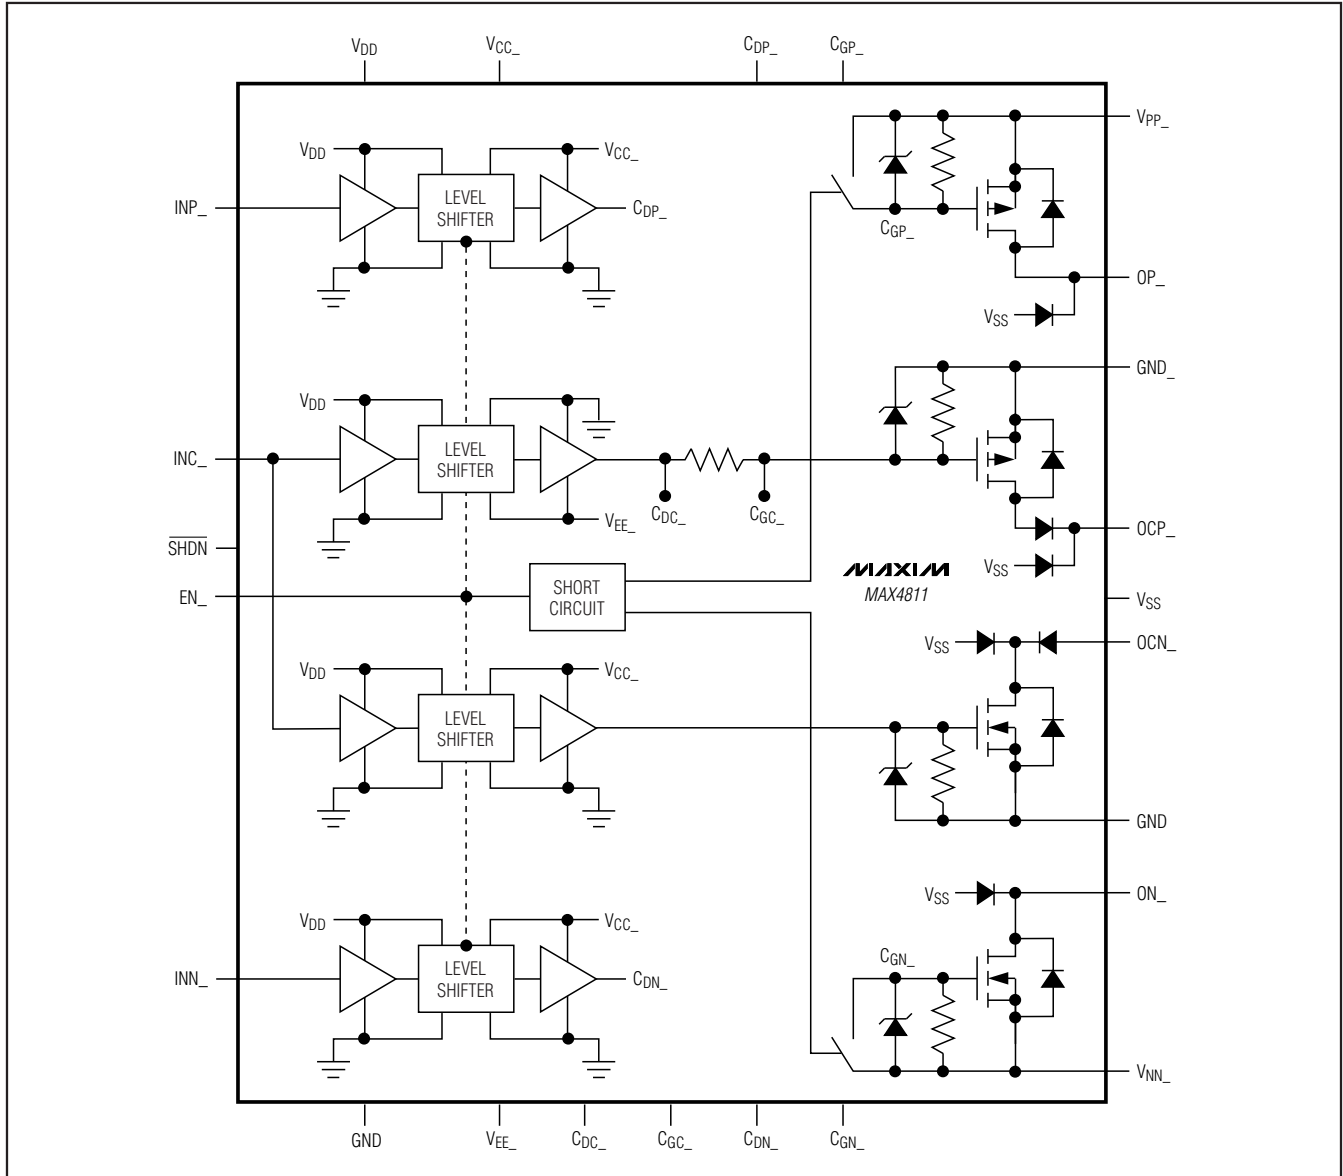 VDD
VCC_
CDP_
CGP_
VPP_
VDD
VCC_
INP_
LEVEL
SHIFTER
CDP_
CGP_
OP_
VSS
GND_
VDD
INC_
LEVEL
SHIFTER
CDC_
CGC_
VEE_
OCP_
VSS
SHDN
MAXIM
MAX4811
EN_
SHORT
CIRCUIT
VSS
VSS
OCN_
VDD
VCC_
LEVEL
SHIFTER
GND
VSS
ON_
VDD
VCC_
CGN_
INN_
LEVEL
SHIFTER
CDN_
VNN_
GND
VEE_
CDC_
CGC_
CDN_
CGN_